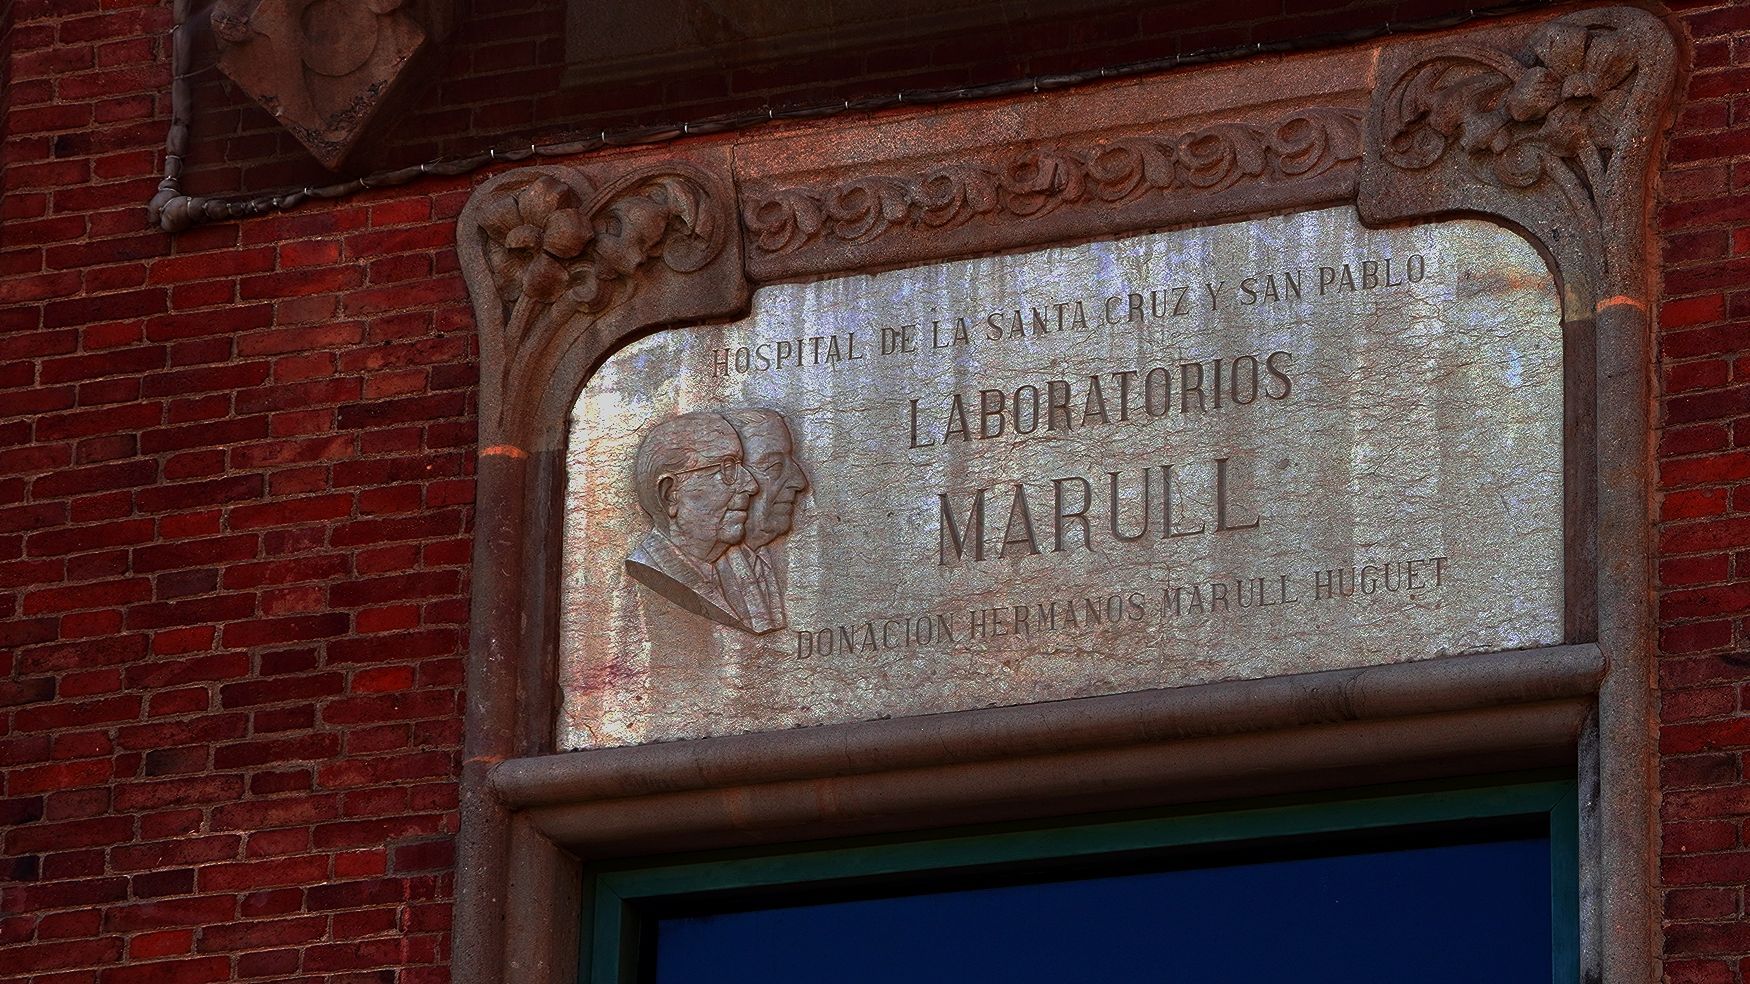 HOSPITAL DE LA SANTA CRUZ Y SAN PABLO
LABORATORIOS
MARULL
DONACION HERMANOS MARULL HUGUET